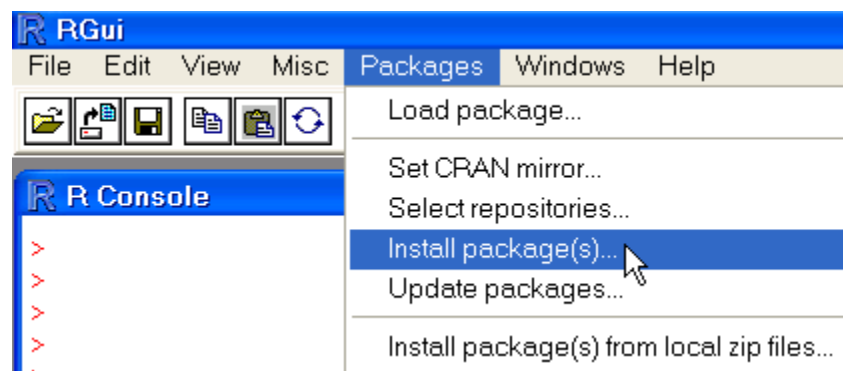 R RGui
File Edit View Misc Packages Windows Help
Load package...
Set CRAN mirror...
Select repositories...
Install package(s)...
Update packages...
Install package(s) from local zip files...
R R Console
>
>
>
>